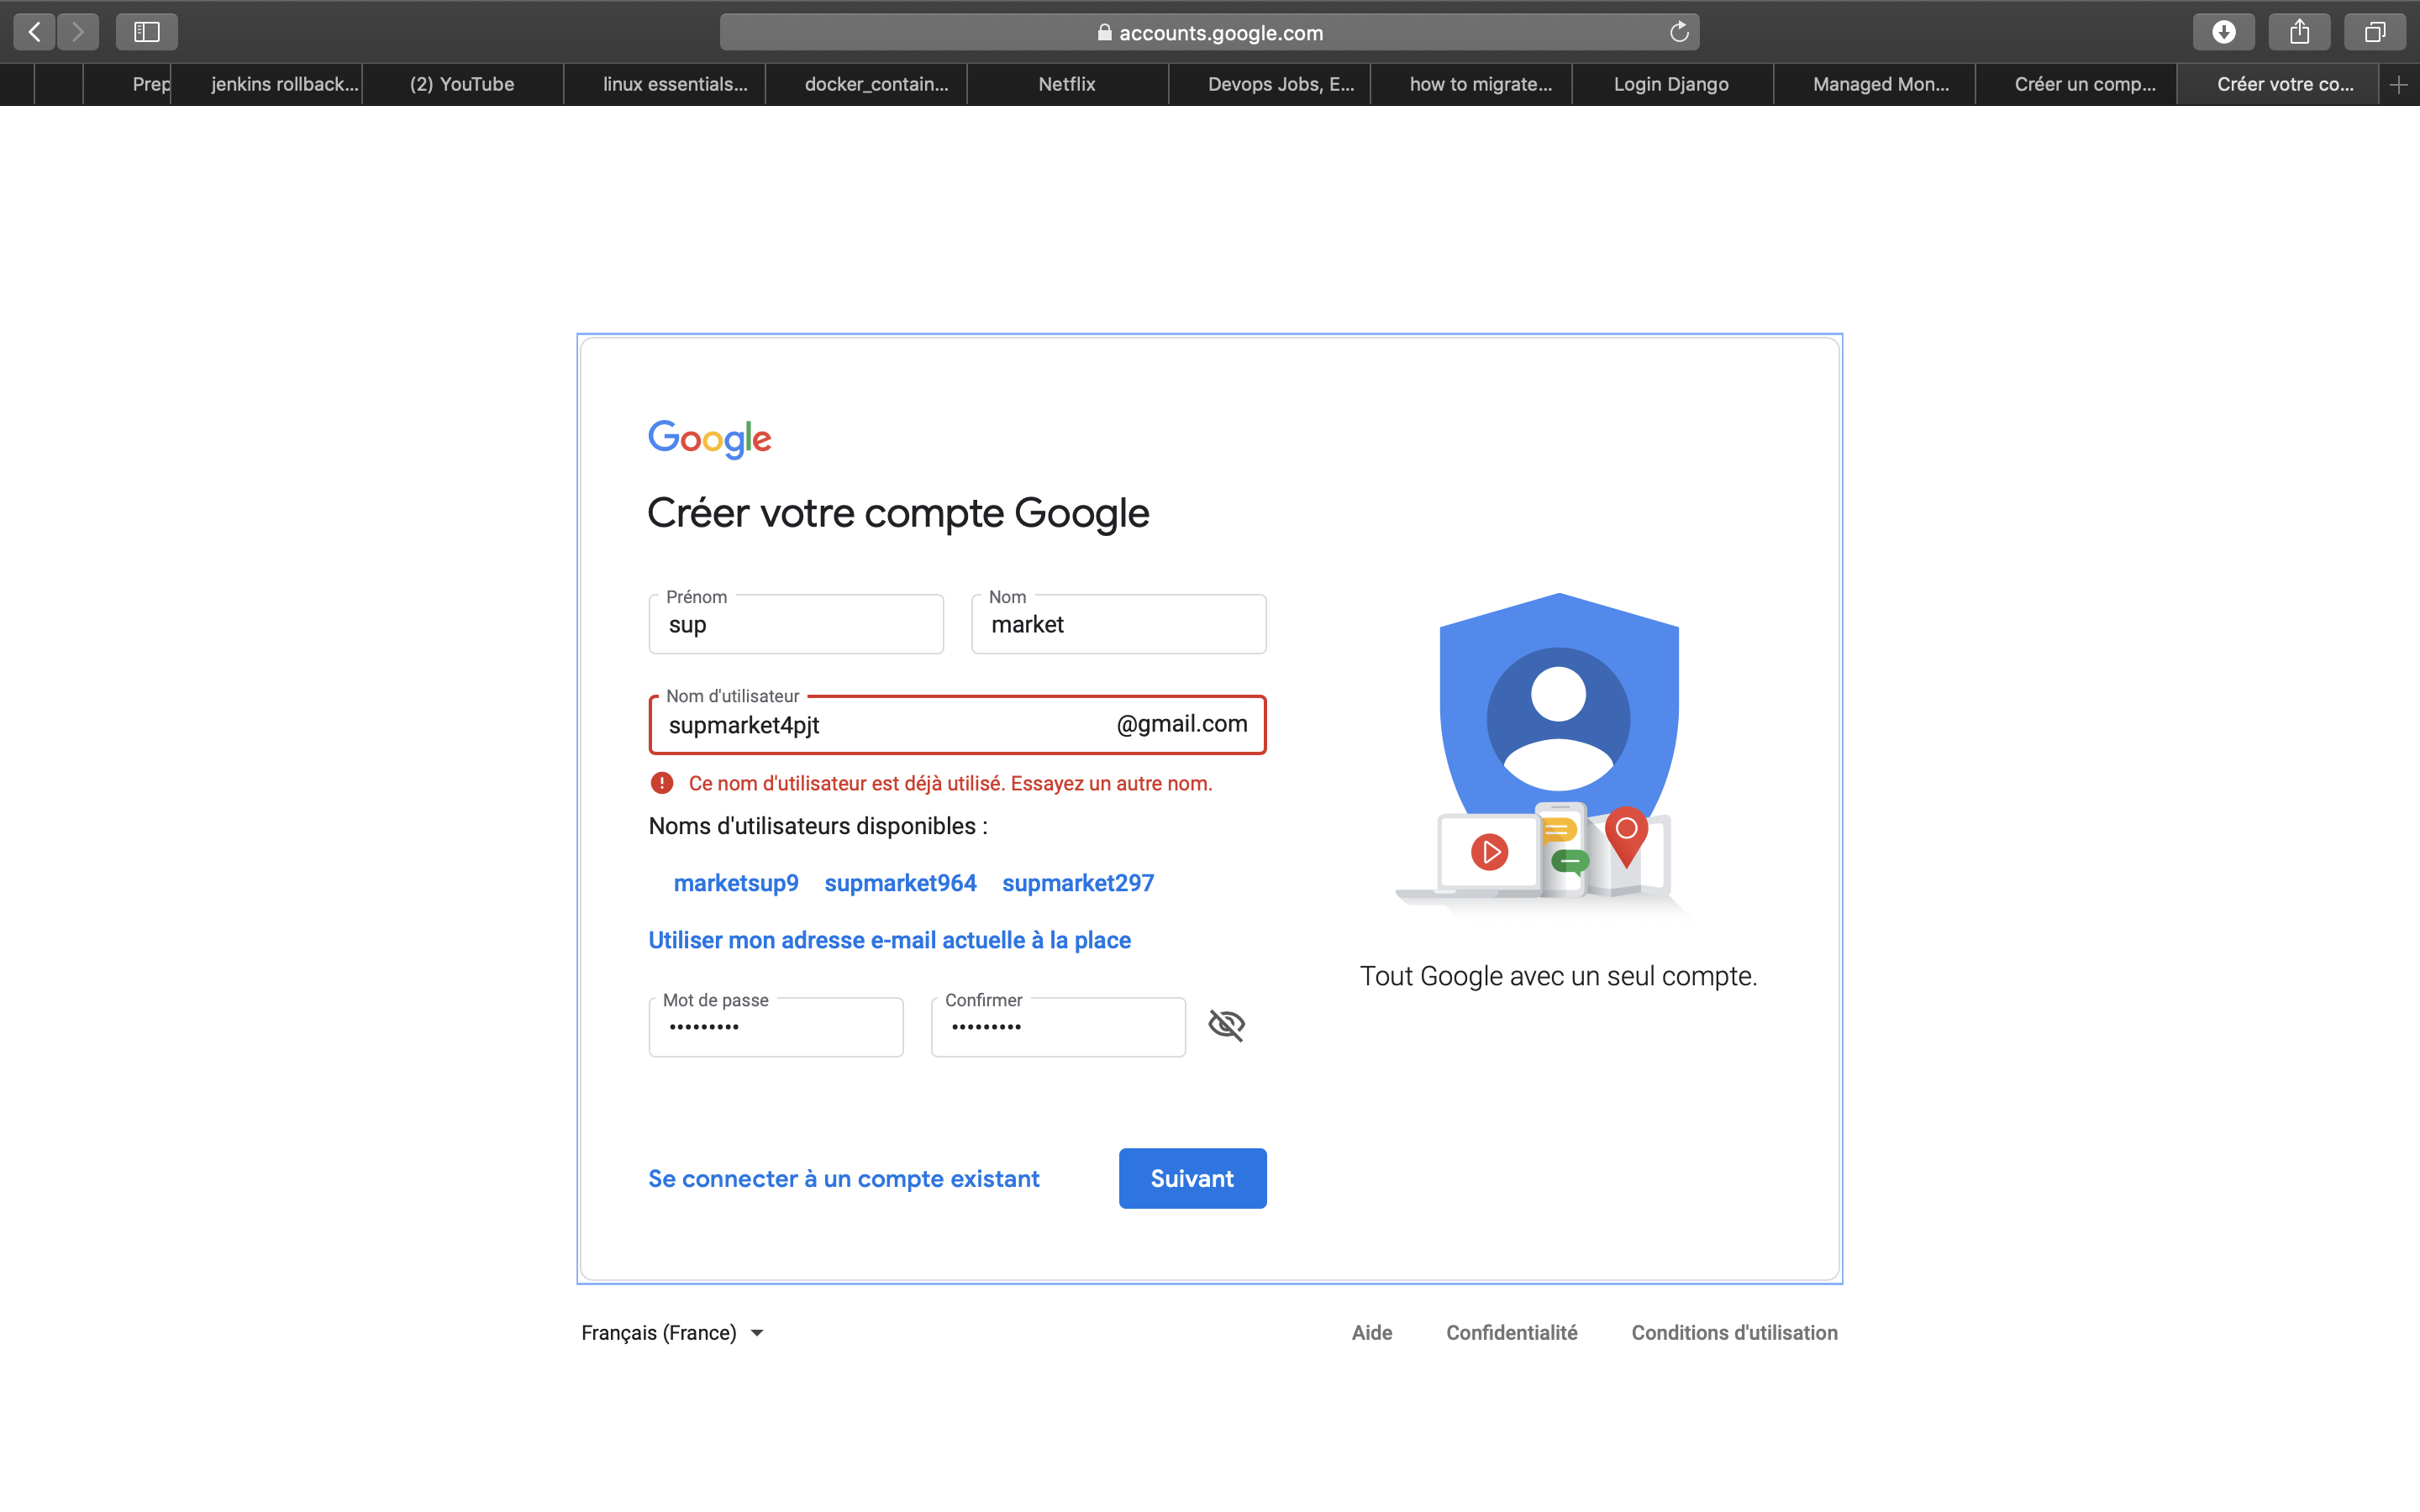 accounts.google.com
Prep
jenkins rollback...
(2) YouTube
linux essentials...
docker_contain...
Netflix
Devops Jobs, E...
how to migrate...
Login Django
Managed Mon...
Créer un comp...
Créer votre co...
Google
Créer votre compte Google
Prénom
sup
Nom
market
Nom d'utilisateur
supmarket4pjt
@gmail.com
Ce nom d'utilisateur est déjà utilisé. Essayez un autre nom.
Noms d'utilisateurs disponibles :
marketsup9 supmarket964 supmarket297
Utiliser mon adresse e-mail actuelle à la place
Mot de passe
•••••••••
Confirmer
•••••••••
Se connecter à un compte existant
Suivant
Tout Google avec un seul compte.
Français (France)
Aide
Confidentialité
Conditions d'utilisation